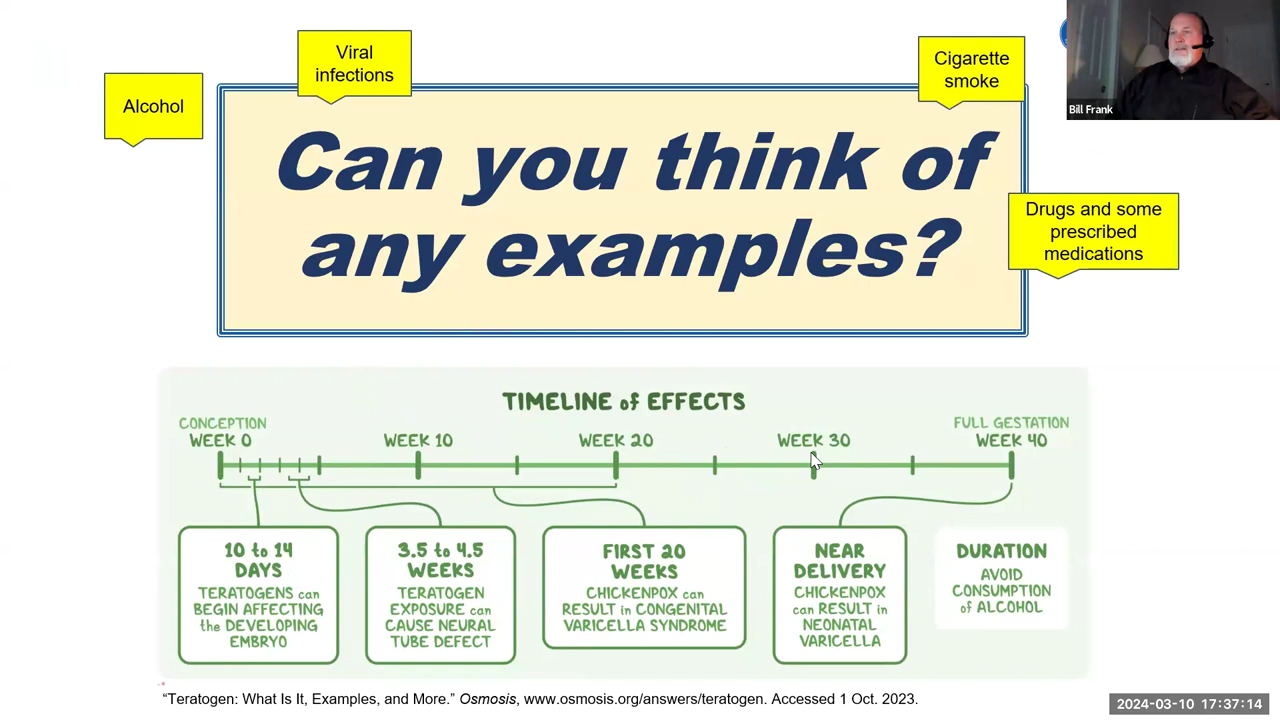 Alcohol
Viral
infections
Cigarette
smoke
Bill Frank
Can you think of
any examples?
Drugs and some
prescribed
medications
TIMELINE of EFFECTS
CONCEPTION
WEEK 0
WEEK 10
WEEK 20
WEEK 30
FULL GESTATION
WEEK 40
10 to 14
DAYS
TERATOGENS can
BEGIN AFFECTING
the DEVELOPING
EMBRYO
3.5 to 4.5
WEEKS
TERATOGEN
EXPOSURE can
CAUSE NEURAL
TUBE DEFECT
FIRST 20
WEEKS
CHICKENPOX can
RESULT in CONGENITAL
VARICELLA SYNDROME
NEAR
DELIVERY
CHICKENPOX
can RESULT in
NEONATAL
VARICELLA
DURATION
AVOID
CONSUMPTION
of ALCOHOL
“Teratogen: What Is It, Examples, and More.” Osmosis, www.osmosis.org/answers/teratogen. Accessed 1 Oct. 2023.
2024-03-10 17:37:14